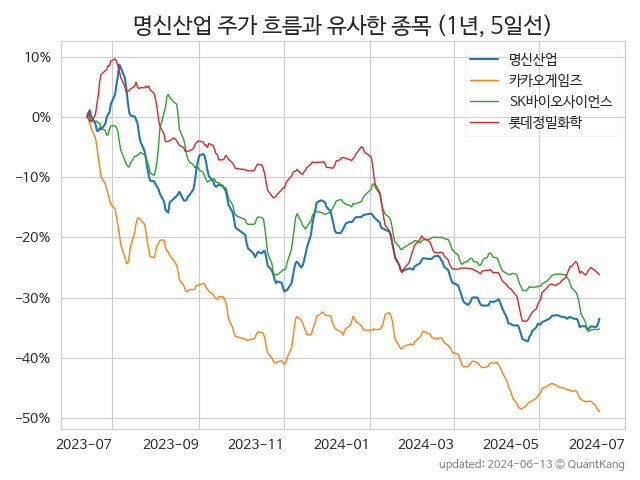 명신산업 주가 흐름과 유사한 종목 (1년, 5일선)
명신산업
카카오게임즈
SK바이오사이언스
롯데정밀화학
10%
0%
−10%
−20%
−30%
−40%
−50%
2023-07
2023-09
2023-11
2024-01
2024-03
2024-05
2024-07
updated: 2024-06-13 © QuantKang